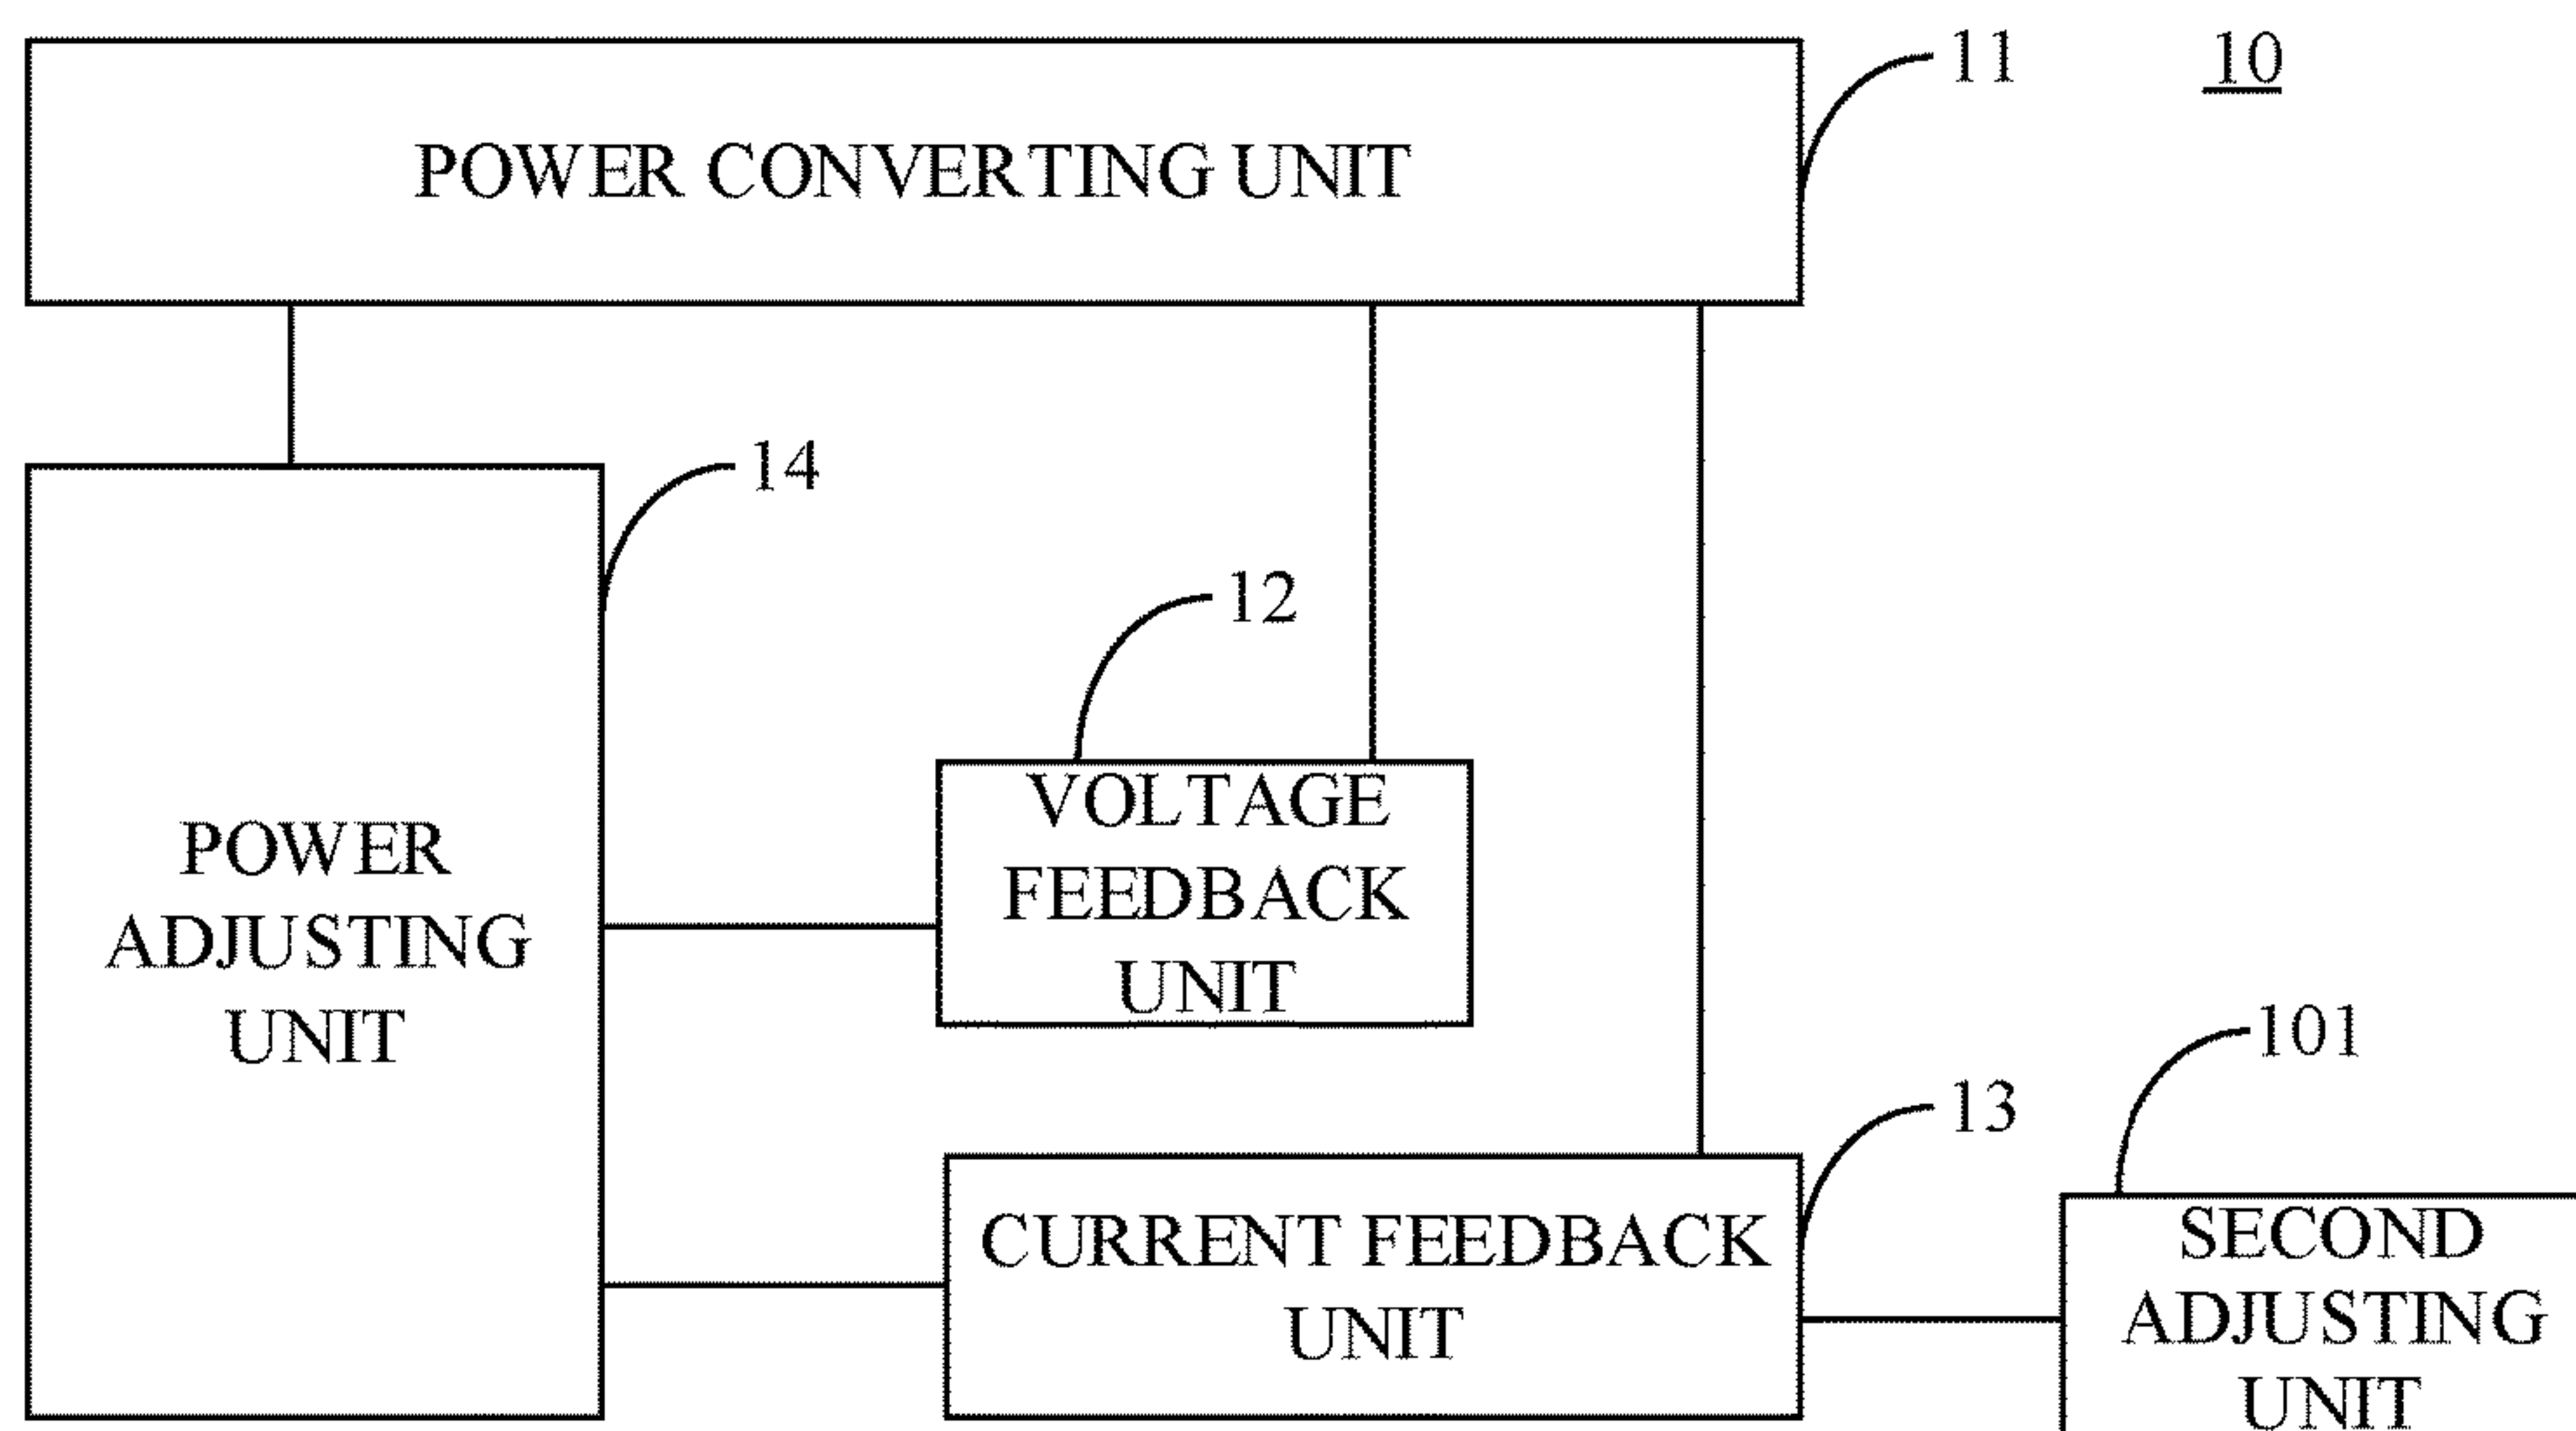 11
10
POWER CONVERTING UNIT
14
12
VOLTAGE
FEEDBACK
UNIT
POWER
ADJUSTING
UNIT
101
13
CURRENT FEEDBACK
UNIT
SECOND
ADJUSTING
UNIT